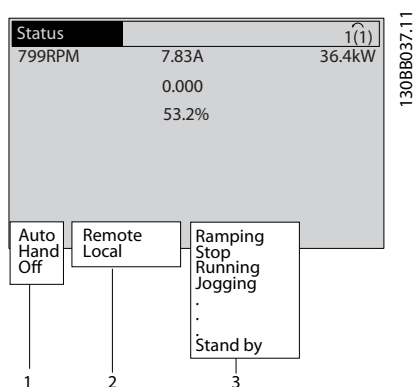 Status 1(1)
799RPM 7.83A 36.4kW
0.000
53.2%
Auto
Hand
Off
Remote
Local
Ramping
Stop
Running
Jogging
.
.
.
Stand by
1 2 3
130BB037.11